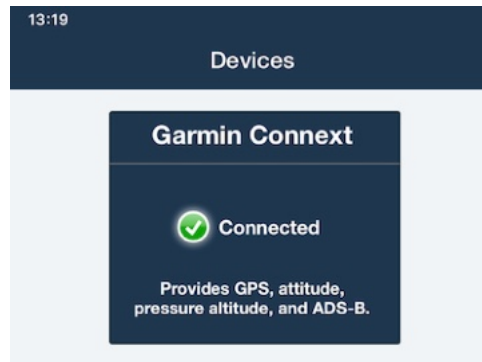 13:19
Devices
Garmin Connext
Connected
Provides GPS, attitude,
pressure altitude, and ADS-B.